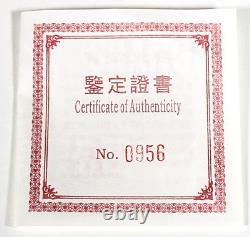 鑒定證書
Certificate of Authenticity
No. 0956